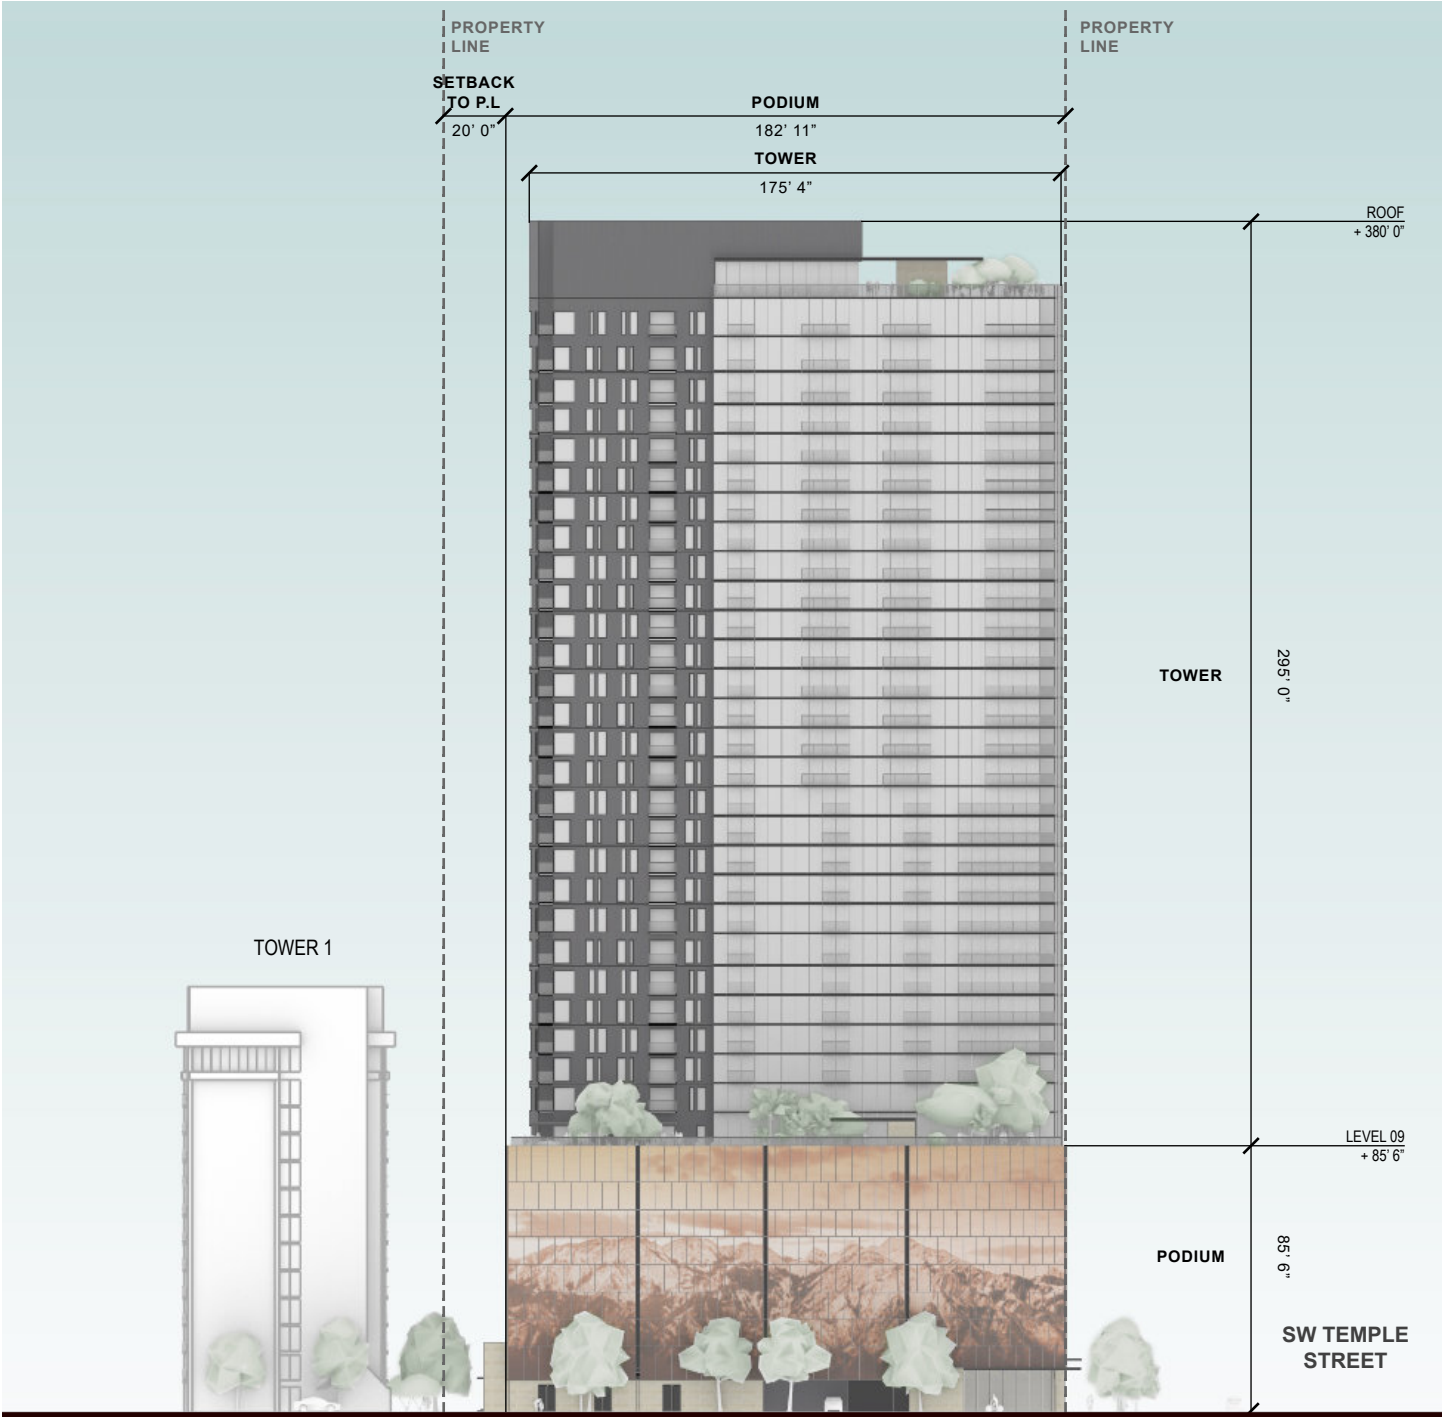 PROPERTY
LINE
PROPERTY
LINE
SETBACK
TO P.L
20’ 0”
PODIUM
182’ 11”
TOWER
175’ 4”
ROOF
+ 380’ 0”
TOWER
295’ 0”
TOWER 1
LEVEL 09
+ 85’ 6”
PODIUM
85’ 6”
SW TEMPLE
STREET